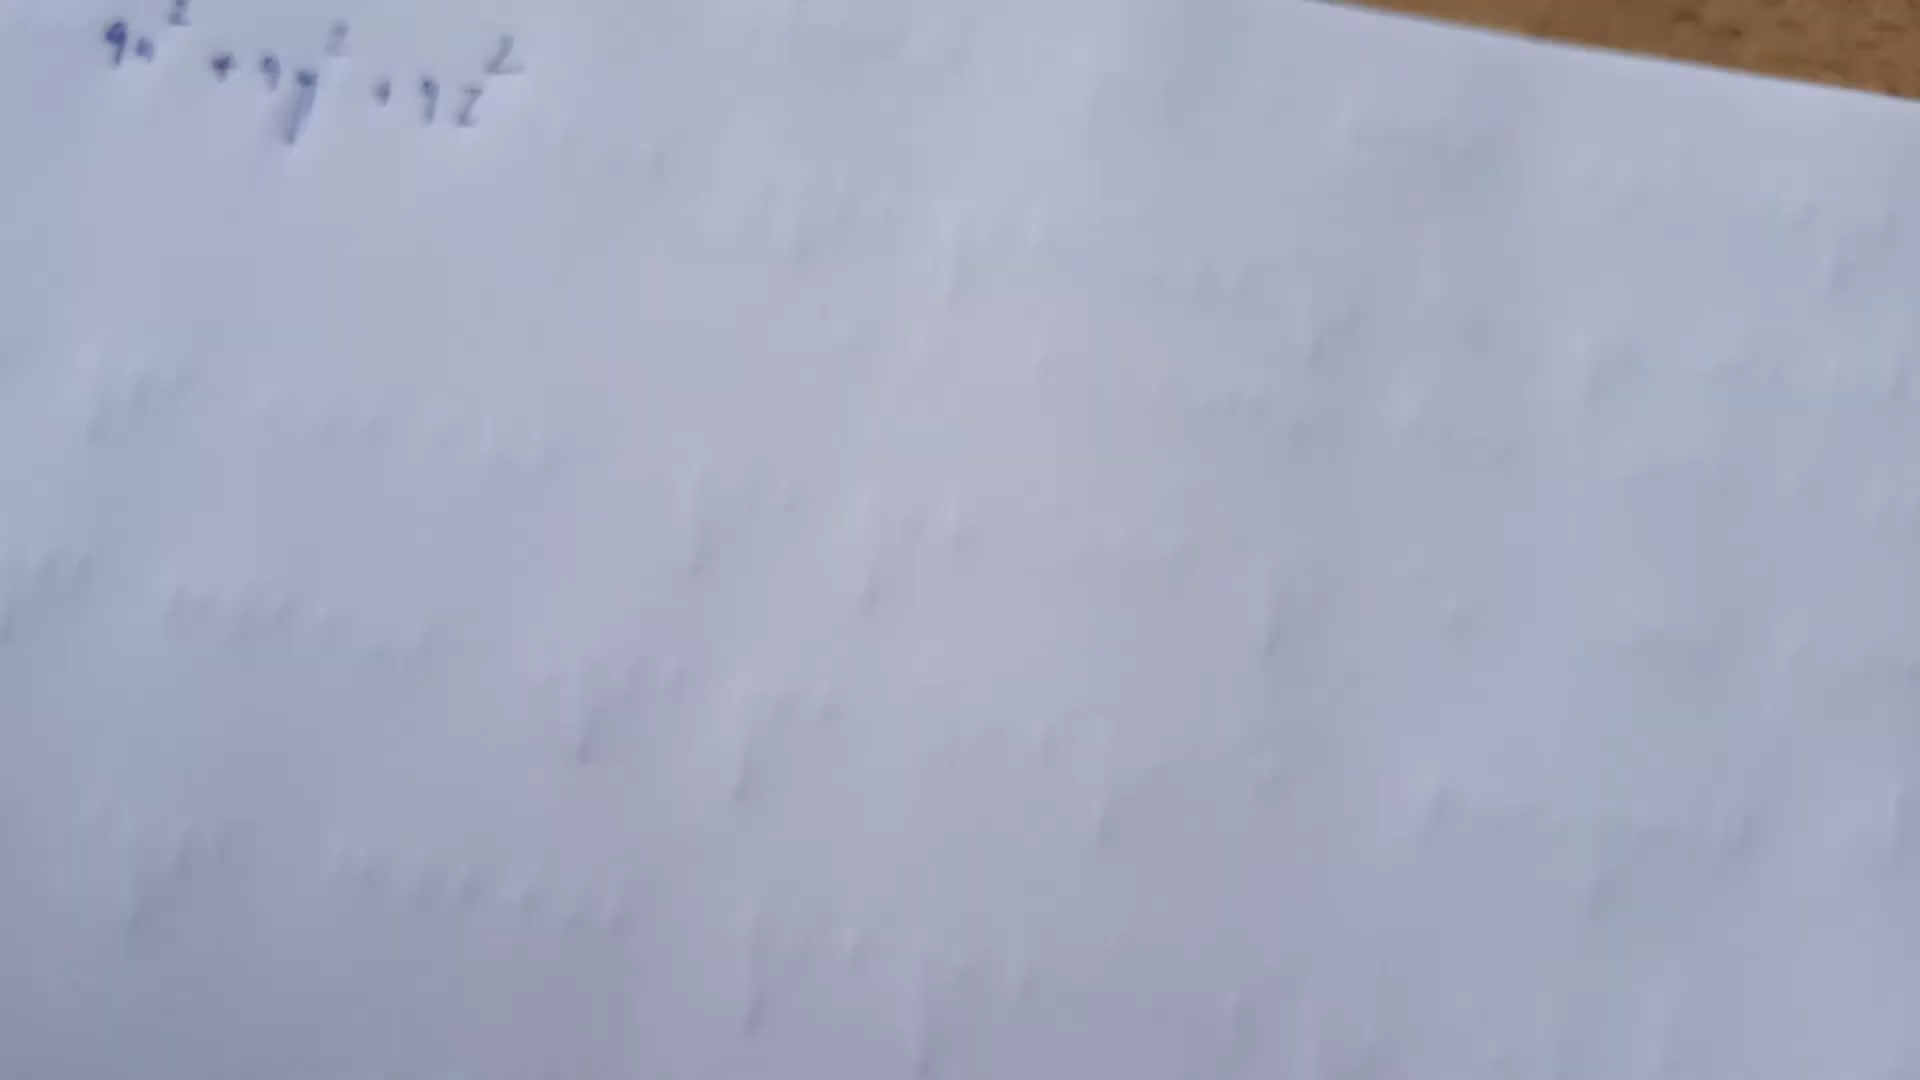 9x² + 9y² + 9z²